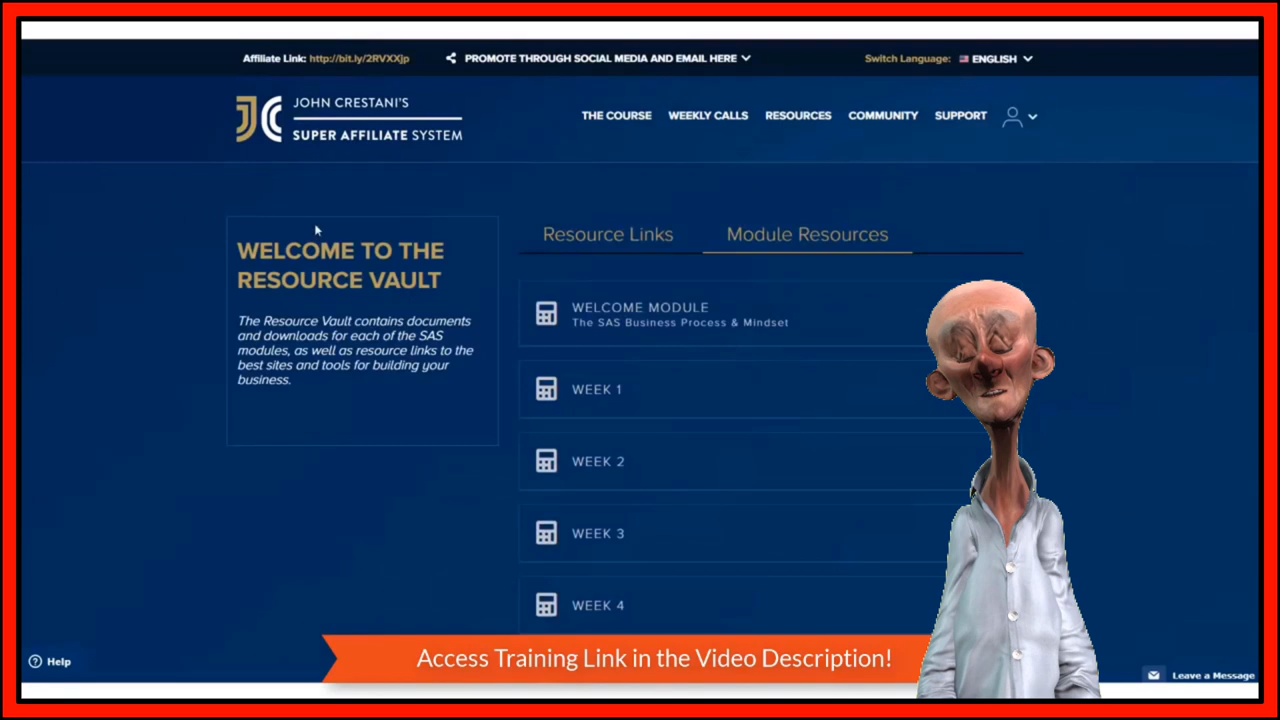 Affiliate Link: http://bit.ly/2RVXXjp
PROMOTE THROUGH SOCIAL MEDIA AND EMAIL HERE
Switch Language: ENGLISH
JC JOHN CRESTANI'S
SUPER AFFILIATE SYSTEM
THE COURSE WEEKLY CALLS RESOURCES COMMUNITY SUPPORT
WELCOME TO THE
RESOURCE VAULT
The Resource Vault contains documents
and downloads for each of the SAS
modules, as well as resource links to the
best sites and tools for building your
business.
Resource Links Module Resources
WELCOME MODULE
The SAS Business Process & Mindset
WEEK 1
WEEK 2
WEEK 3
WEEK 4
Access Training Link in the Video Description!
? Help
Leave a Message